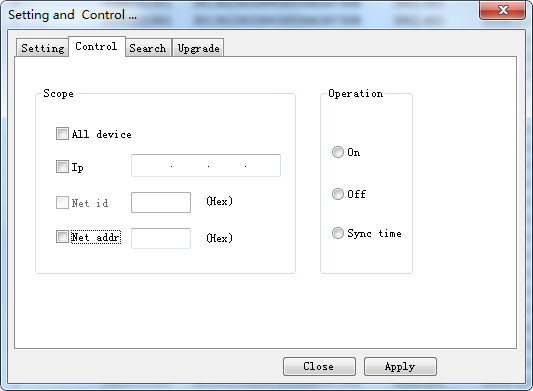 Setting and  Control ...
Setting Control Search Upgrade
Scope
All device
Ip . . .
Net id (Hex)
Net addr (Hex)
Operation
On
Off
Sync time
Close Apply